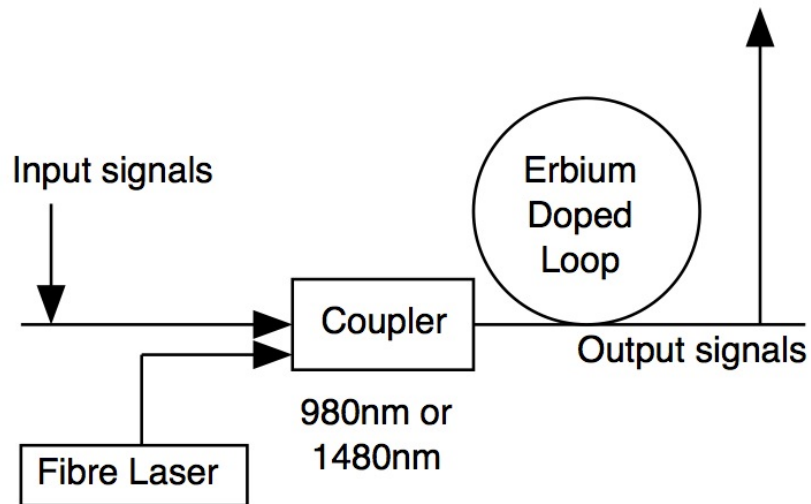 Input signals
Erbium
Doped
Loop
Coupler
Output signals
980nm or
1480nm
Fibre Laser